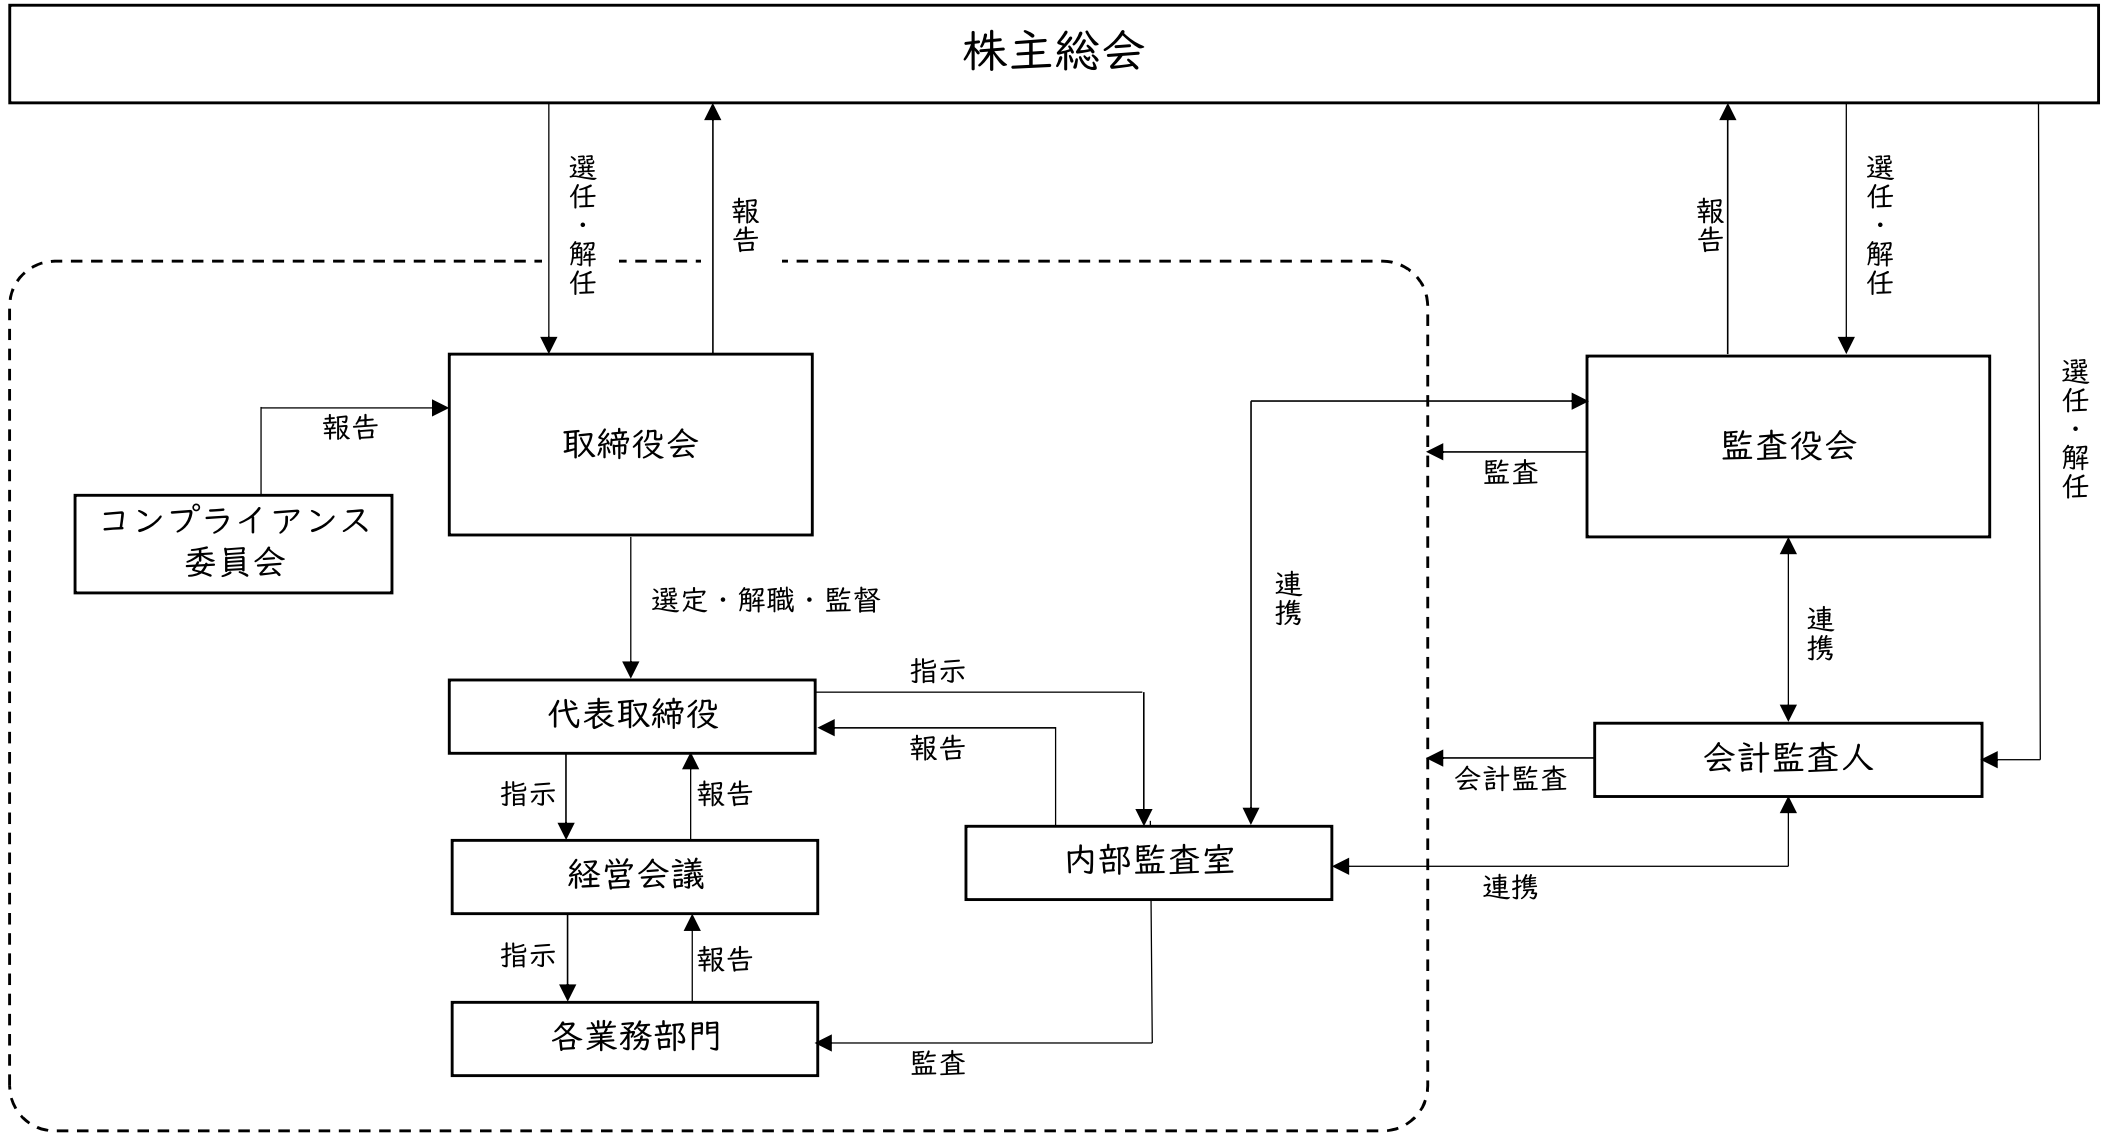 株主総会
選任・解任
報告
報告
選任・解任
選任・解任
取締役会
監査役会
報告
監査
コンプライアンス
委員会
選定・解職・監督
連携
連携
指示
代表取締役
報告
会計監査人
会計監査
指示
報告
経営会議
内部監査室
連携
指示
報告
各業務部門
監査